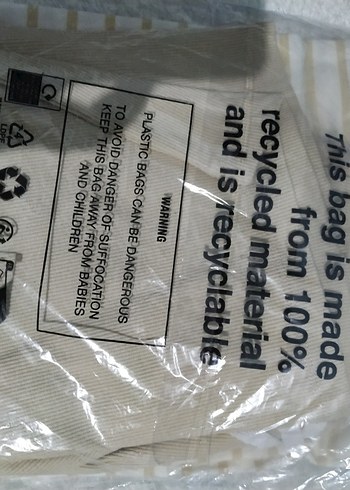 This bag is made
from 100%
recycled material
and is recyclable
WARNING
PLASTIC BAGS CAN BE DANGEROUS
TO AVOID DANGER OF SUFFOCATION
KEEP THIS BAG AWAY FROM BABIES
AND CHILDREN
LDPE